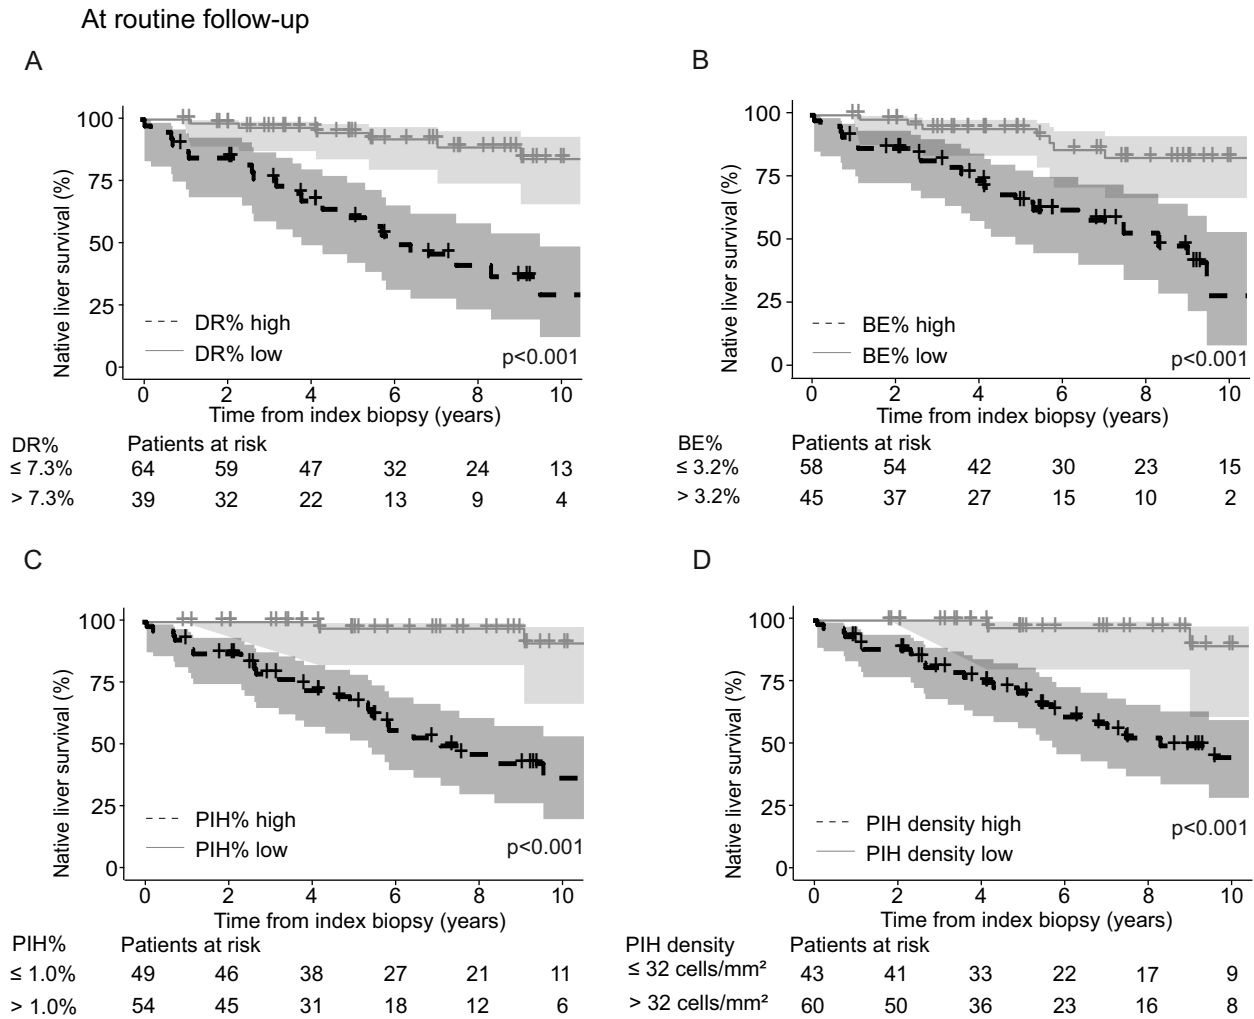 At routine follow-up
A
Native liver survival (%)
100
75
50
25
0
DR% high
DR% low
p<0.001
0 2 4 6 8 10
Time from index biopsy (years)
DR% Patients at risk
≤ 7.3% 64 59 47 32 24 13
> 7.3% 39 32 22 13 9 4
B
Native liver survival (%)
100
75
50
25
0
BE% high
BE% low
p<0.001
0 2 4 6 8 10
Time from index biopsy (years)
BE% Patients at risk
≤ 3.2% 58 54 42 30 23 15
> 3.2% 45 37 27 15 10 2
C
Native liver survival (%)
100
75
50
25
0
PIH% high
PIH% low
p<0.001
0 2 4 6 8 10
Time from index biopsy (years)
PIH% Patients at risk
≤ 1.0% 49 46 38 27 21 11
> 1.0% 54 45 31 18 12 6
D
Native liver survival (%)
100
75
50
25
0
PIH density high
PIH density low
p<0.001
0 2 4 6 8 10
Time from index biopsy (years)
PIH density Patients at risk
≤ 32 cells/mm² 43 41 33 22 17 9
> 32 cells/mm² 60 50 36 23 16 8